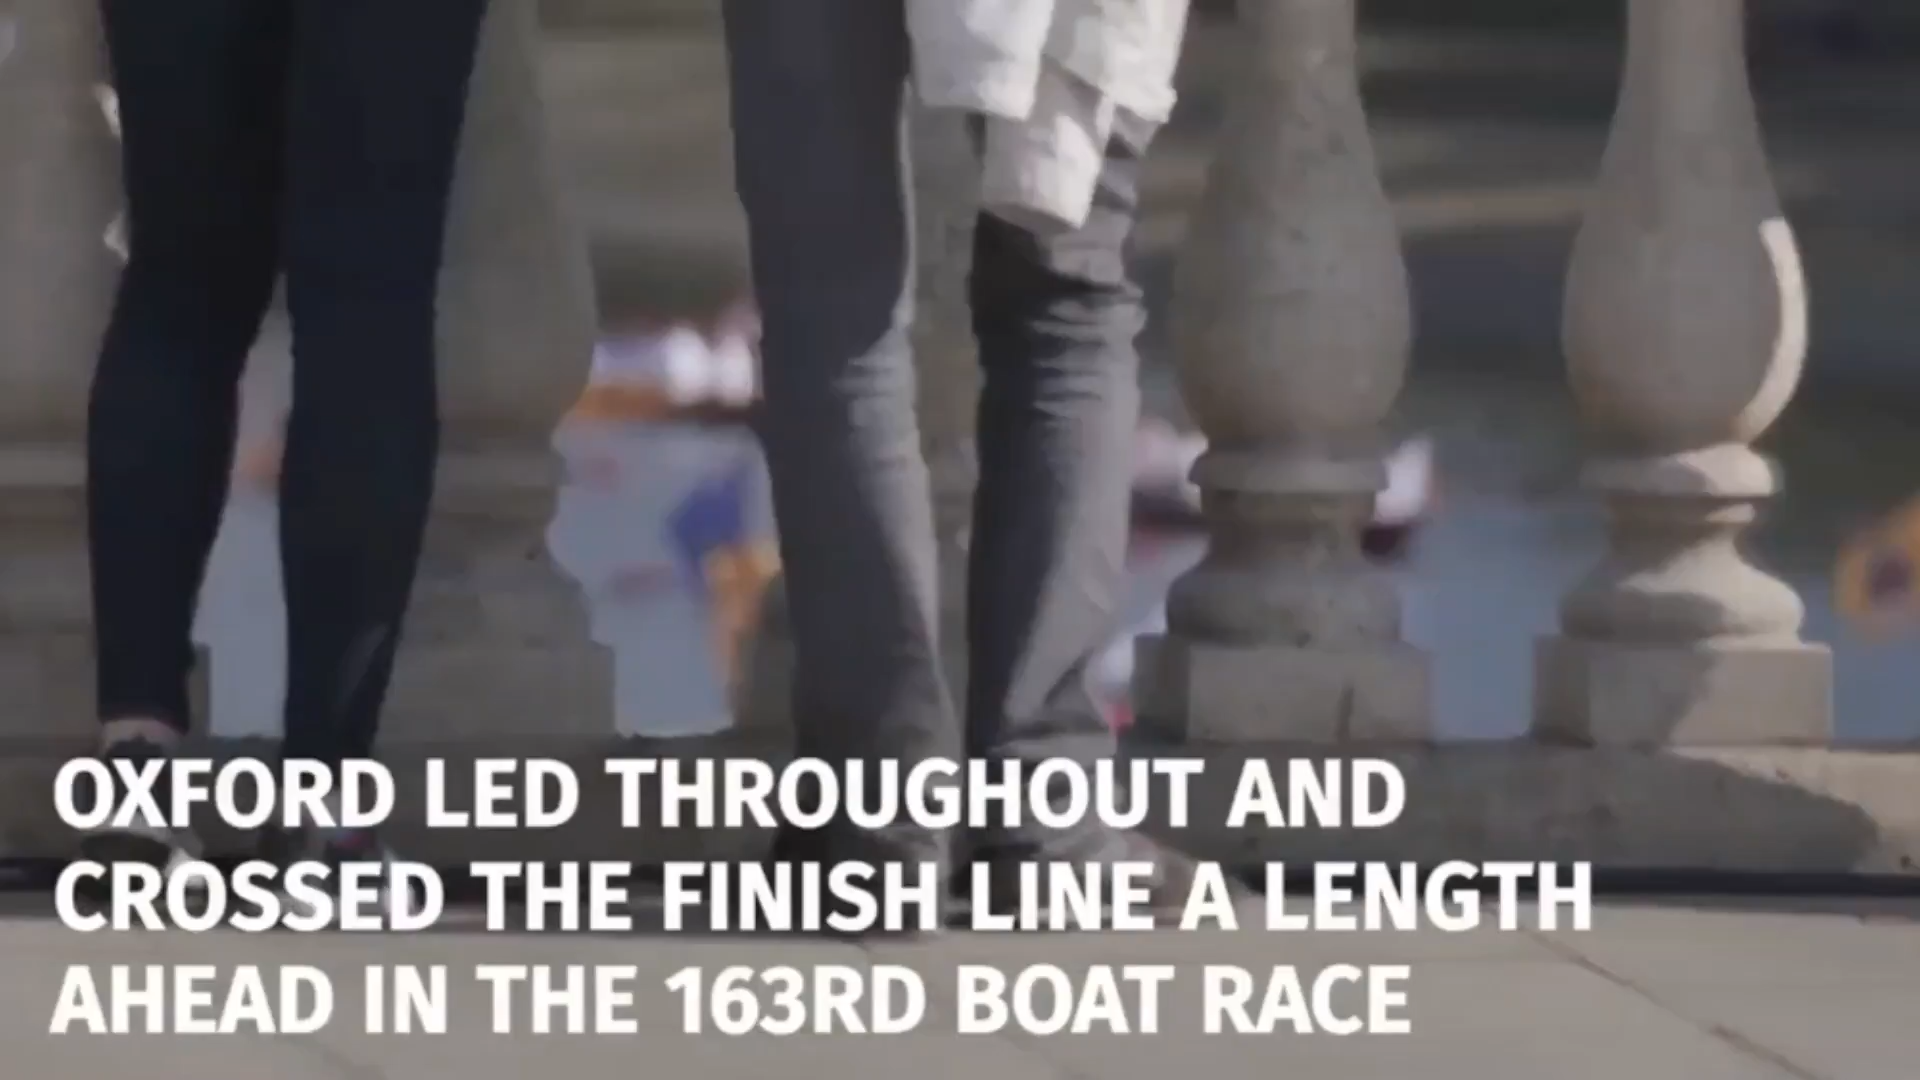 OXFORD LED THROUGHOUT AND
CROSSED THE FINISH LINE A LENGTH
AHEAD IN THE 163RD BOAT RACE